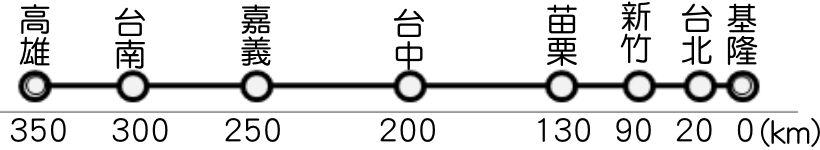 高雄 台南 嘉義 台中 苗栗 新竹 台北 基隆
350 300 250 200 130 90 20 0(km)